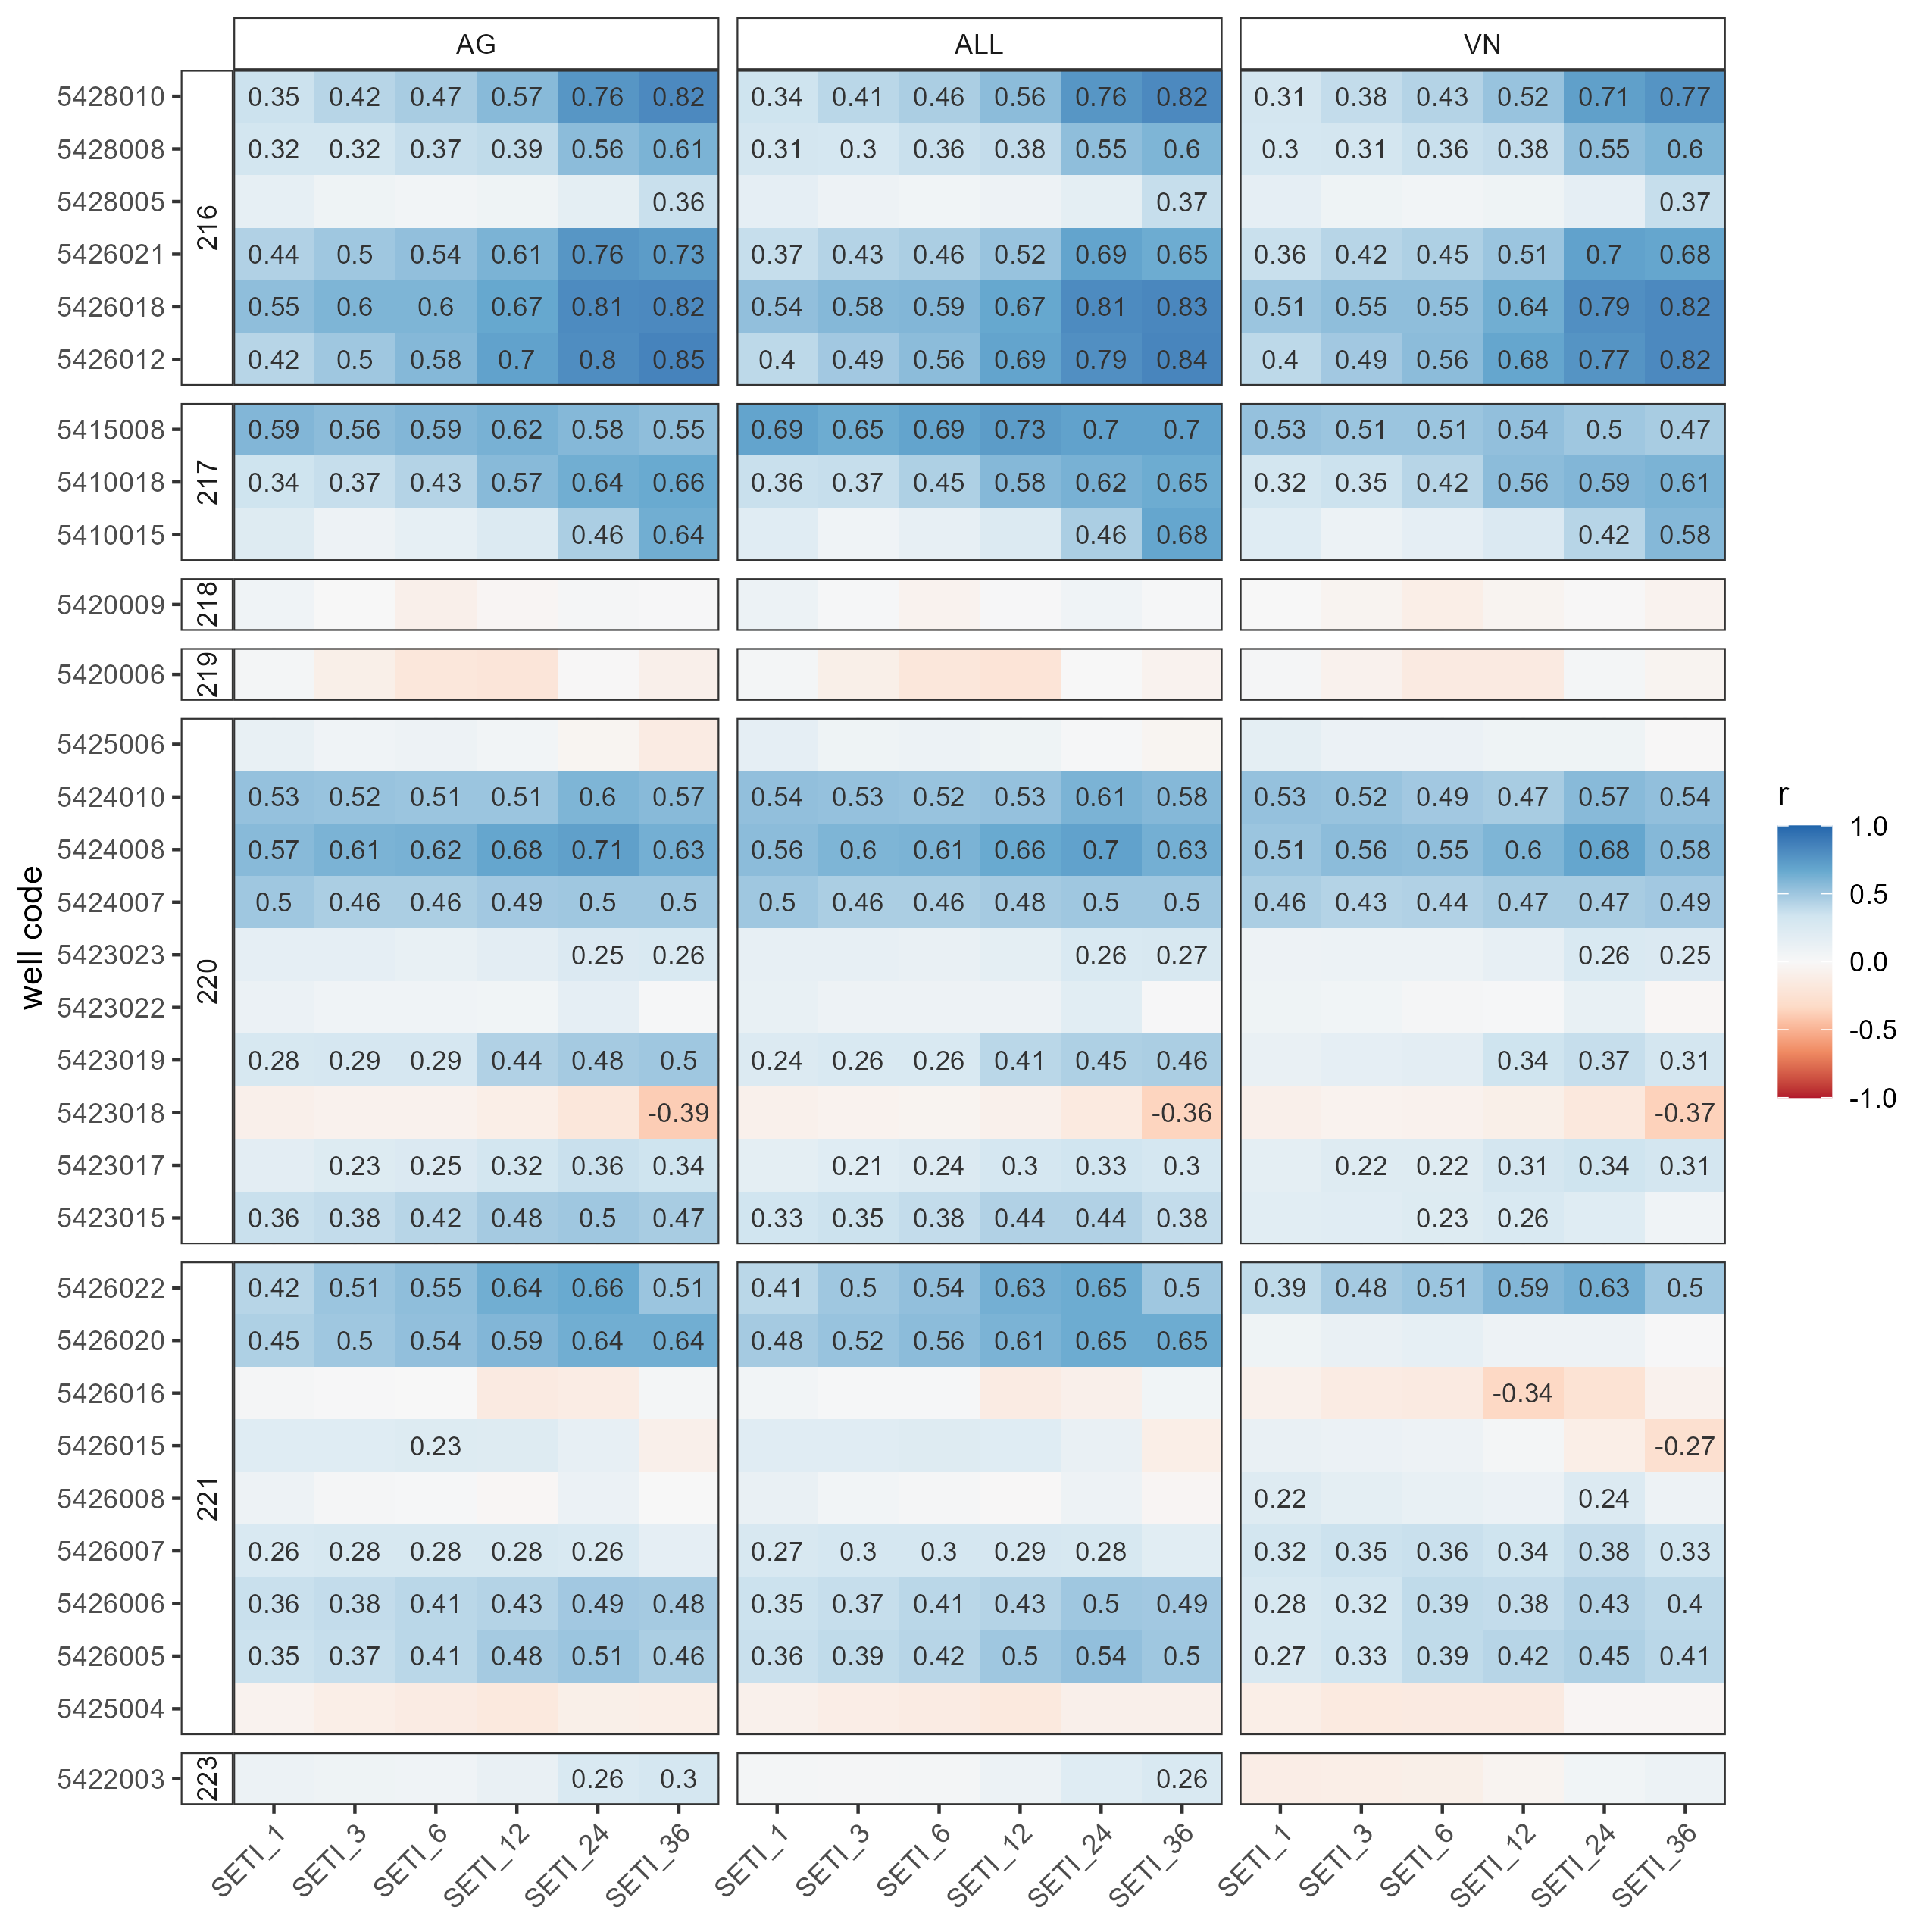 AG ALL VN
216
5428010 0.35 0.42 0.47 0.57 0.76 0.82 0.34 0.41 0.46 0.56 0.76 0.82 0.31 0.38 0.43 0.52 0.71 0.77
5428008 0.32 0.32 0.37 0.39 0.56 0.61 0.31 0.3 0.36 0.38 0.55 0.6 0.3 0.31 0.36 0.38 0.55 0.6
5428005 0.36 0.37 0.37
5426021 0.44 0.5 0.54 0.61 0.76 0.73 0.37 0.43 0.46 0.52 0.69 0.65 0.36 0.42 0.45 0.51 0.7 0.68
5426018 0.55 0.6 0.6 0.67 0.81 0.82 0.54 0.58 0.59 0.67 0.81 0.83 0.51 0.55 0.55 0.64 0.79 0.82
5426012 0.42 0.5 0.58 0.7 0.8 0.85 0.4 0.49 0.56 0.69 0.79 0.84 0.4 0.49 0.56 0.68 0.77 0.82
217
5415008 0.59 0.56 0.59 0.62 0.58 0.55 0.69 0.65 0.69 0.73 0.7 0.7 0.53 0.51 0.51 0.54 0.5 0.47
5410018 0.34 0.37 0.43 0.57 0.64 0.66 0.36 0.37 0.45 0.58 0.62 0.65 0.32 0.35 0.42 0.56 0.59 0.61
5410015 0.46 0.64 0.46 0.68 0.42 0.58
218
5420009
219
5420006
220
5425006
5424010 0.53 0.52 0.51 0.51 0.6 0.57 0.54 0.53 0.52 0.53 0.61 0.58 0.53 0.52 0.49 0.47 0.57 0.54
5424008 0.57 0.61 0.62 0.68 0.71 0.63 0.56 0.6 0.61 0.66 0.7 0.63 0.51 0.56 0.55 0.6 0.68 0.58
5424007 0.5 0.46 0.46 0.49 0.5 0.5 0.5 0.46 0.46 0.48 0.5 0.5 0.46 0.43 0.44 0.47 0.47 0.49
5423023 0.25 0.26 0.26 0.27 0.26 0.25
5423022
5423019 0.28 0.29 0.29 0.44 0.48 0.5 0.24 0.26 0.26 0.41 0.45 0.46 0.34 0.37 0.31
5423018 -0.39 -0.36 -0.37
5423017 0.23 0.25 0.32 0.36 0.34 0.21 0.24 0.3 0.33 0.3 0.22 0.22 0.31 0.34 0.31
5423015 0.36 0.38 0.42 0.48 0.5 0.47 0.33 0.35 0.38 0.44 0.44 0.38 0.23 0.26
221
5426022 0.42 0.51 0.55 0.64 0.66 0.51 0.41 0.5 0.54 0.63 0.65 0.5 0.39 0.48 0.51 0.59 0.63 0.5
5426020 0.45 0.5 0.54 0.59 0.64 0.64 0.48 0.52 0.56 0.61 0.65 0.65
5426016 -0.34
5426015 0.23 -0.27
5426008 0.22 0.24
5426007 0.26 0.28 0.28 0.28 0.26 0.27 0.3 0.3 0.29 0.28 0.32 0.35 0.36 0.34 0.38 0.33
5426006 0.36 0.38 0.41 0.43 0.49 0.48 0.35 0.37 0.41 0.43 0.5 0.49 0.28 0.32 0.39 0.38 0.43 0.4
5426005 0.35 0.37 0.41 0.48 0.51 0.46 0.36 0.39 0.42 0.5 0.54 0.5 0.27 0.33 0.39 0.42 0.45 0.41
5425004
223
5422003 0.26 0.3 0.26
SETI_1 SETI_3 SETI_6 SETI_12 SETI_24 SETI_36 SETI_1 SETI_3 SETI_6 SETI_12 SETI_24 SETI_36 SETI_1 SETI_3 SETI_6 SETI_12 SETI_24 SETI_36
well code
r
1.0
0.5
0.0
-0.5
-1.0